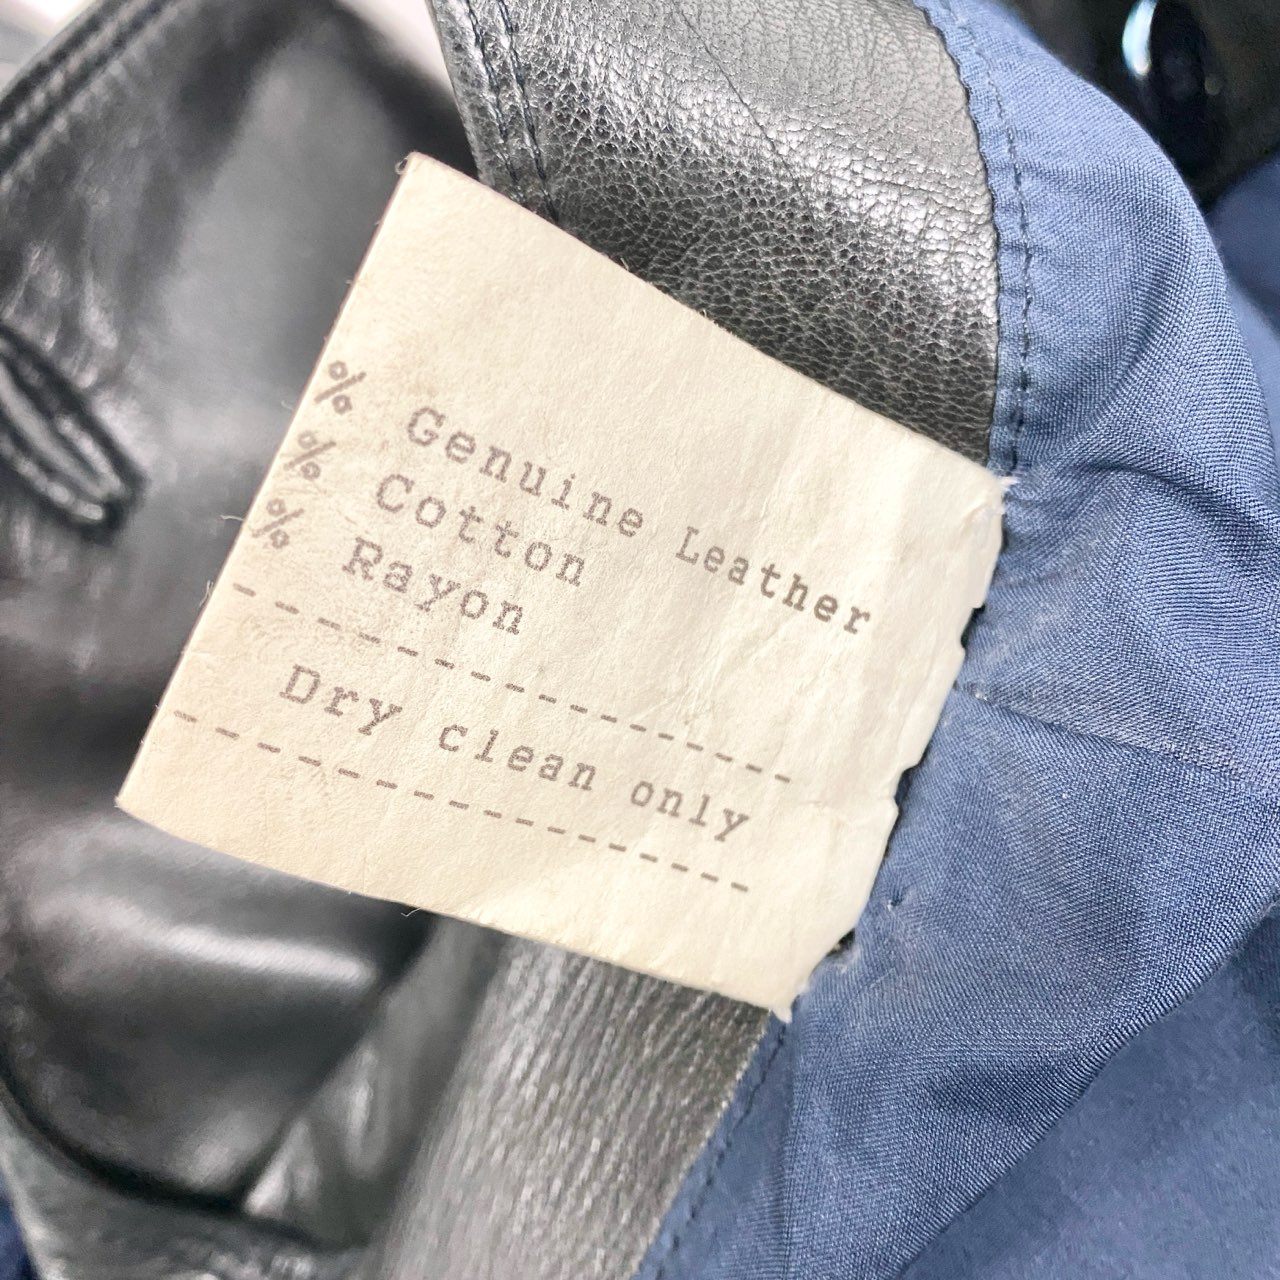 % Genuine Leather
% Cotton
% Rayon
---------------
Dry clean only
---------------